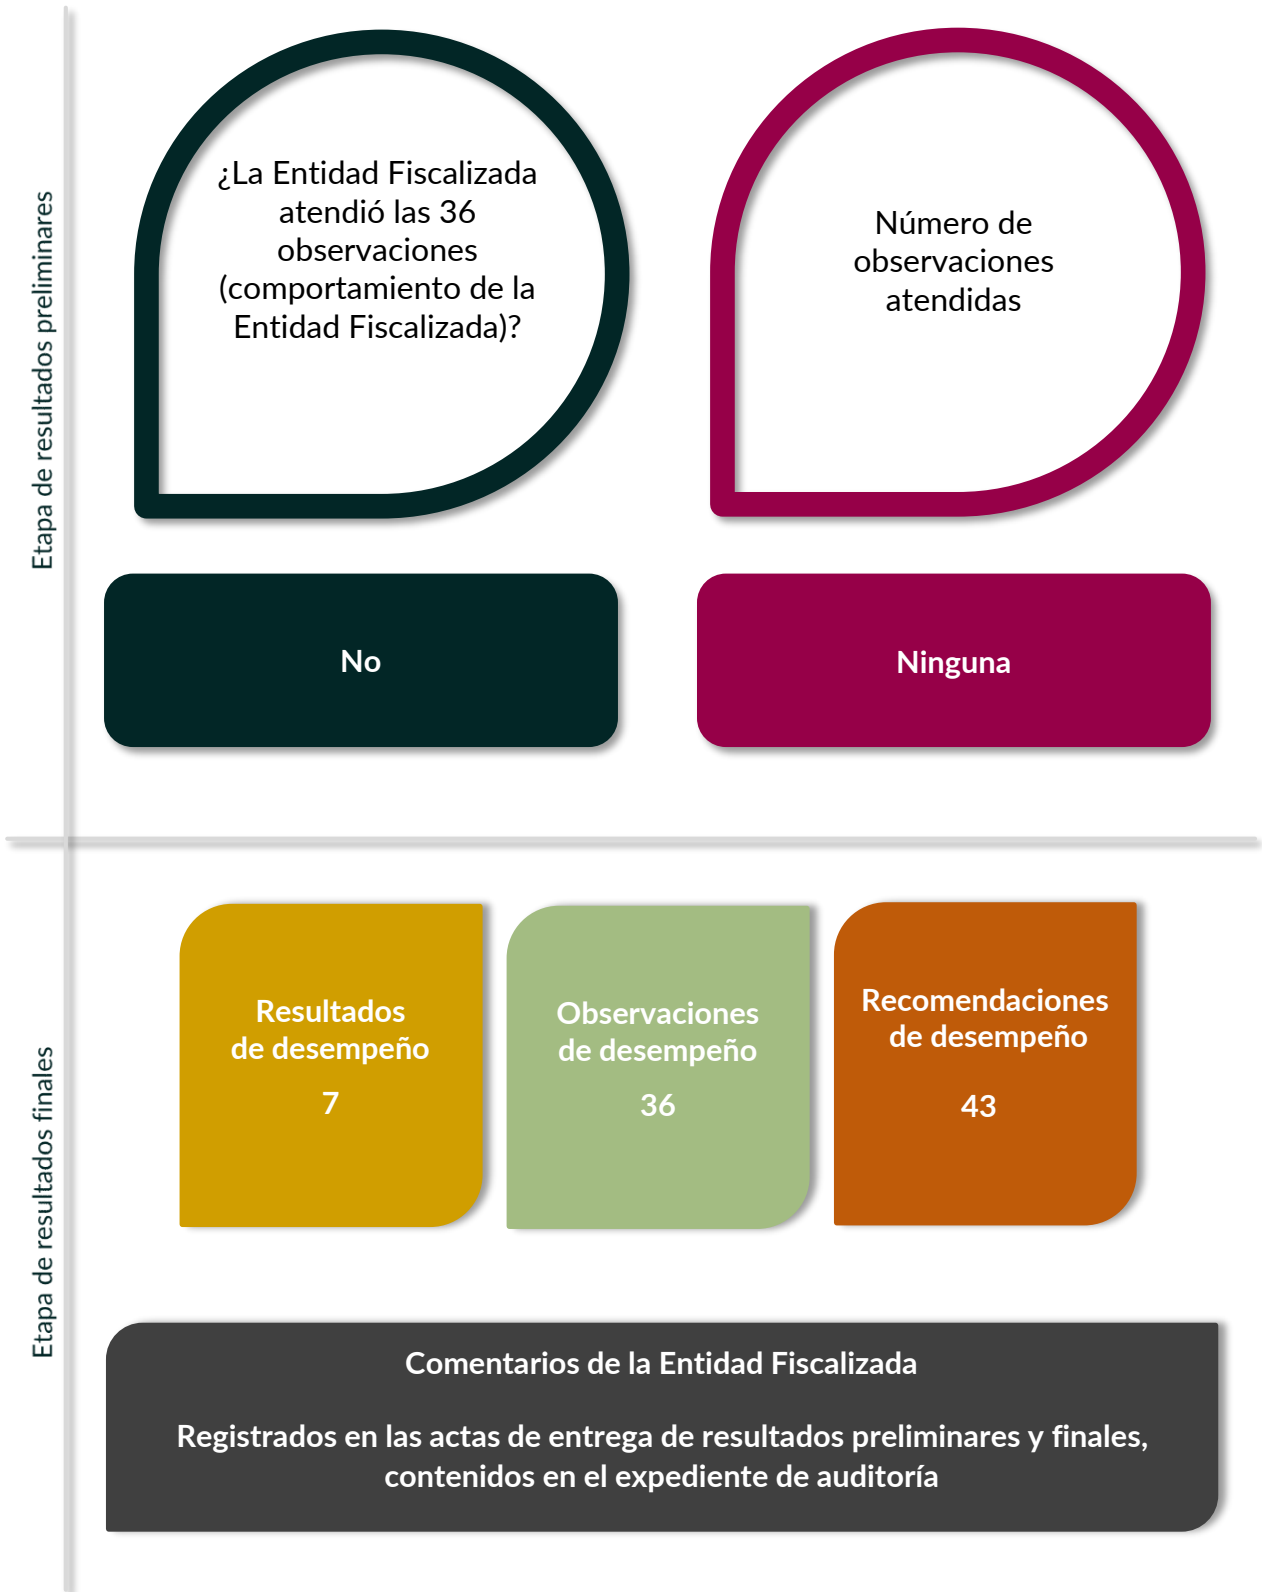 Etapa de resultados preliminares
¿La Entidad Fiscalizada
atendió las 36
observaciones
(comportamiento de la
Entidad Fiscalizada)?
Número de
observaciones
atendidas
No
Ninguna
Etapa de resultados finales
Resultados
de desempeño
7
Observaciones
de desempeño
36
Recomendaciones
de desempeño
43
Comentarios de la Entidad Fiscalizada
Registrados en las actas de entrega de resultados preliminares y finales,
contenidos en el expediente de auditoría